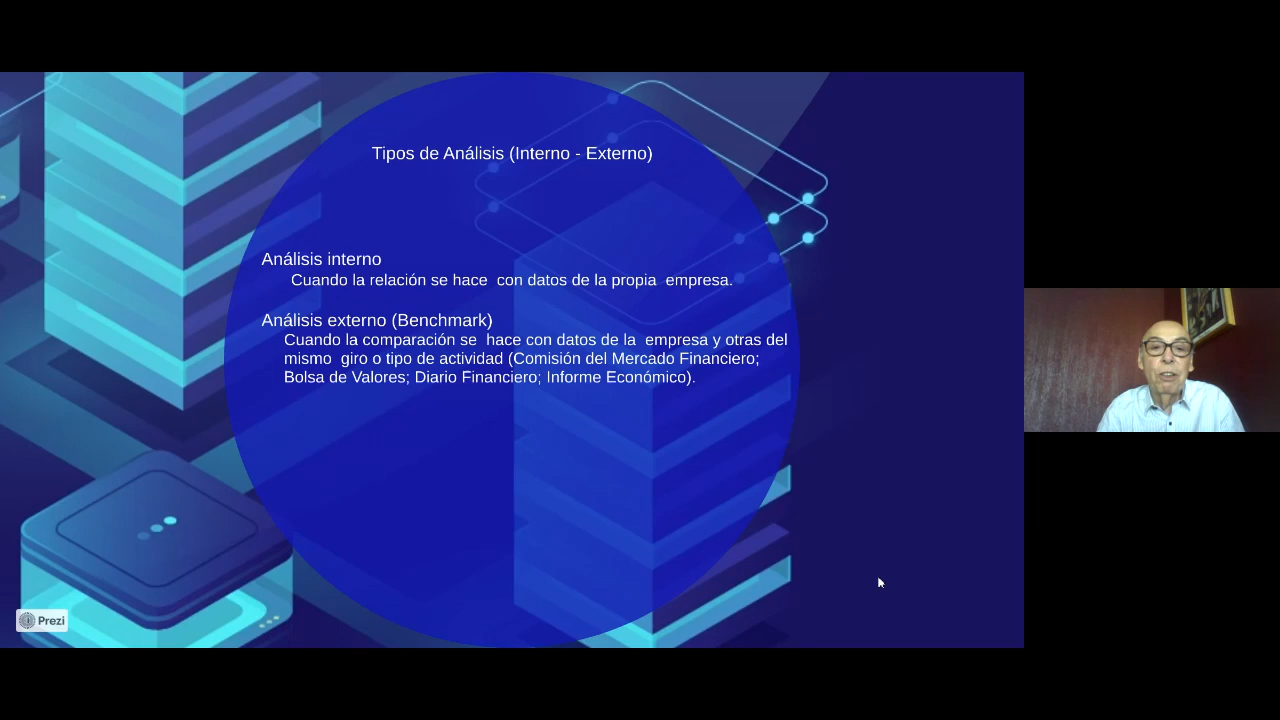 Tipos de Análisis (Interno - Externo)
Análisis interno
Cuando la relación se hace  con datos de la propia  empresa.
Análisis externo (Benchmark)
Cuando la comparación se  hace con datos de la  empresa y otras del
mismo  giro o tipo de actividad (Comisión del Mercado Financiero;
Bolsa de Valores; Diario Financiero; Informe Económico).
Prezi